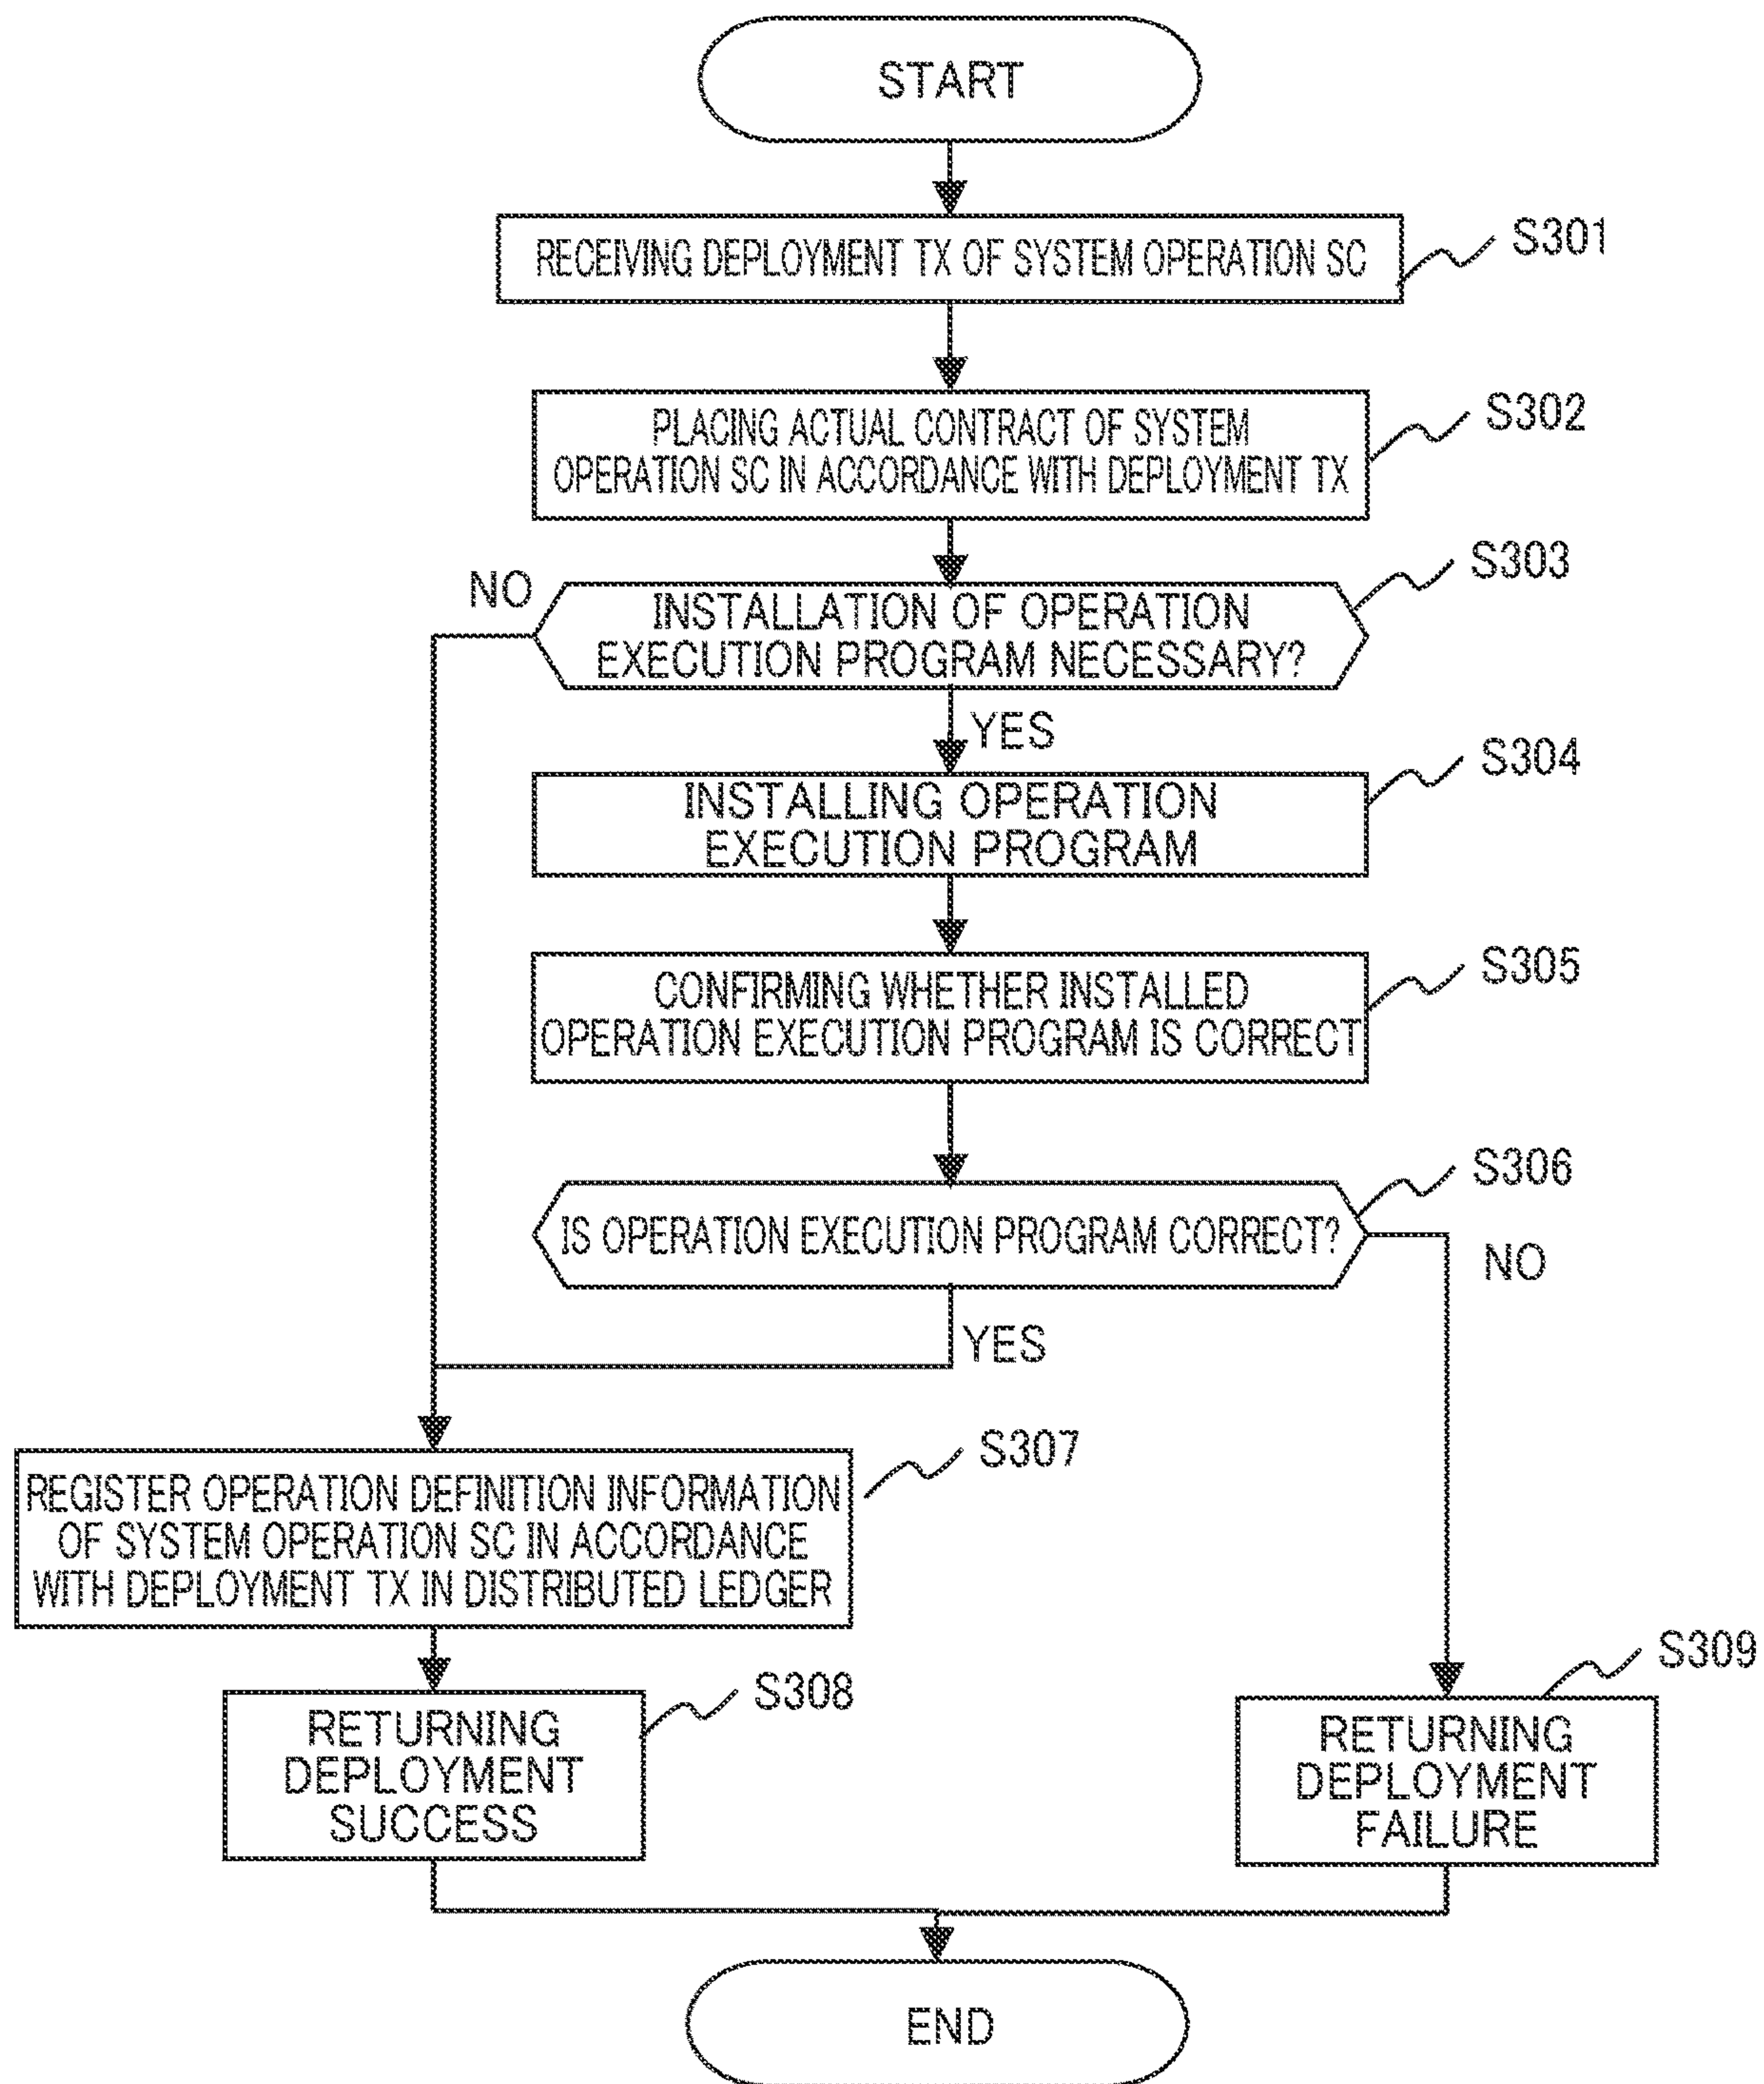 START
RECEIVING DEPLOYMENT TX OF SYSTEM OPERATION SC
S301
PLACING ACTUAL CONTRACT OF SYSTEM
OPERATION SC IN ACCORDANCE WITH DEPLOYMENT TX
S302
INSTALLATION OF OPERATION
EXECUTION PROGRAM NECESSARY?
S303
NO
YES
INSTALLING OPERATION
EXECUTION PROGRAM
S304
CONFIRMING WHETHER INSTALLED
OPERATION EXECUTION PROGRAM IS CORRECT
S305
IS OPERATION EXECUTION PROGRAM CORRECT?
S306
NO
YES
REGISTER OPERATION DEFINITION INFORMATION
OF SYSTEM OPERATION SC IN ACCORDANCE
WITH DEPLOYMENT TX IN DISTRIBUTED LEDGER
S307
RETURNING
DEPLOYMENT
SUCCESS
S308
RETURNING
DEPLOYMENT
FAILURE
S309
END